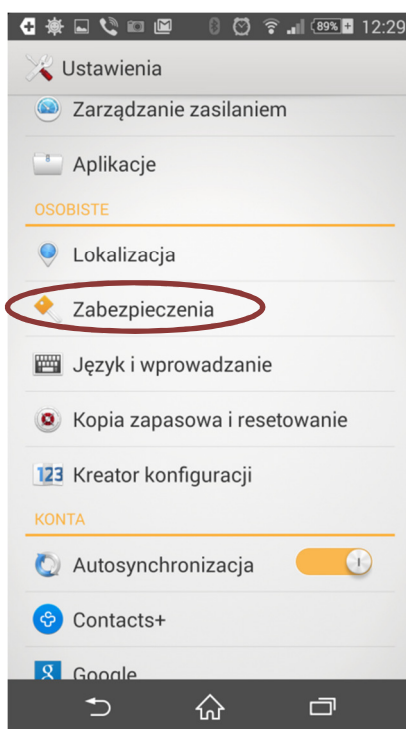 89% 12:29
Ustawienia
Zarządzanie zasilaniem
Aplikacje
OSOBISTE
Lokalizacja
Zabezpieczenia
Język i wprowadzanie
Kopia zapasowa i resetowanie
123 Kreator konfiguracji
KONTA
Autosynchronizacja
Contacts+
8 Google